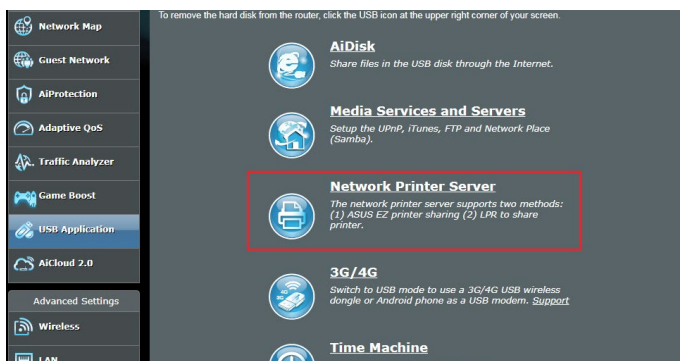 To remove the hard disk from the router, click the USB icon at the upper right corner of your screen.
Network Map
Guest Network
AiProtection
Adaptive QoS
Traffic Analyzer
Game Boost
USB Application
AiCloud 2.0
Advanced Settings
Wireless
LAN
AiDisk
Share files in the USB disk through the Internet.
Media Services and Servers
Setup the UPnP, iTunes, FTP and Network Place
(Samba).
Network Printer Server
The network printer server supports two methods:
(1) ASUS EZ printer sharing (2) LPR to share
printer.
3G/4G
Switch to USB mode to use a 3G/4G USB wireless
dongle or Android phone as a USB modem. Support
Time Machine